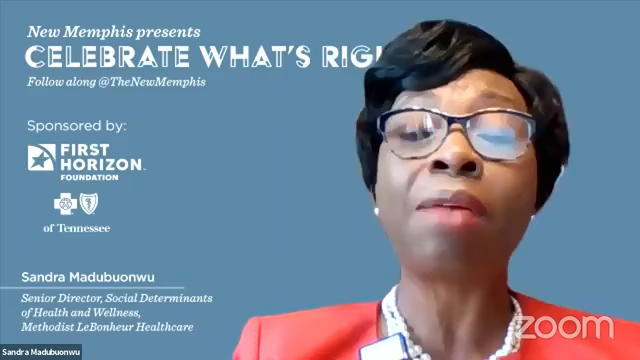 New Memphis presents
CELEBRATE WHAT'S RIG
Follow along @TheNewMemphis
Sponsored by:
FIRST
HORIZON
FOUNDATION
of Tennessee
Sandra Madubuonwu
Senior Director, Social Determinants
of Health and Wellness,
Methodist LeBonheur Healthcare
Sandra Madubuonwu
zoom